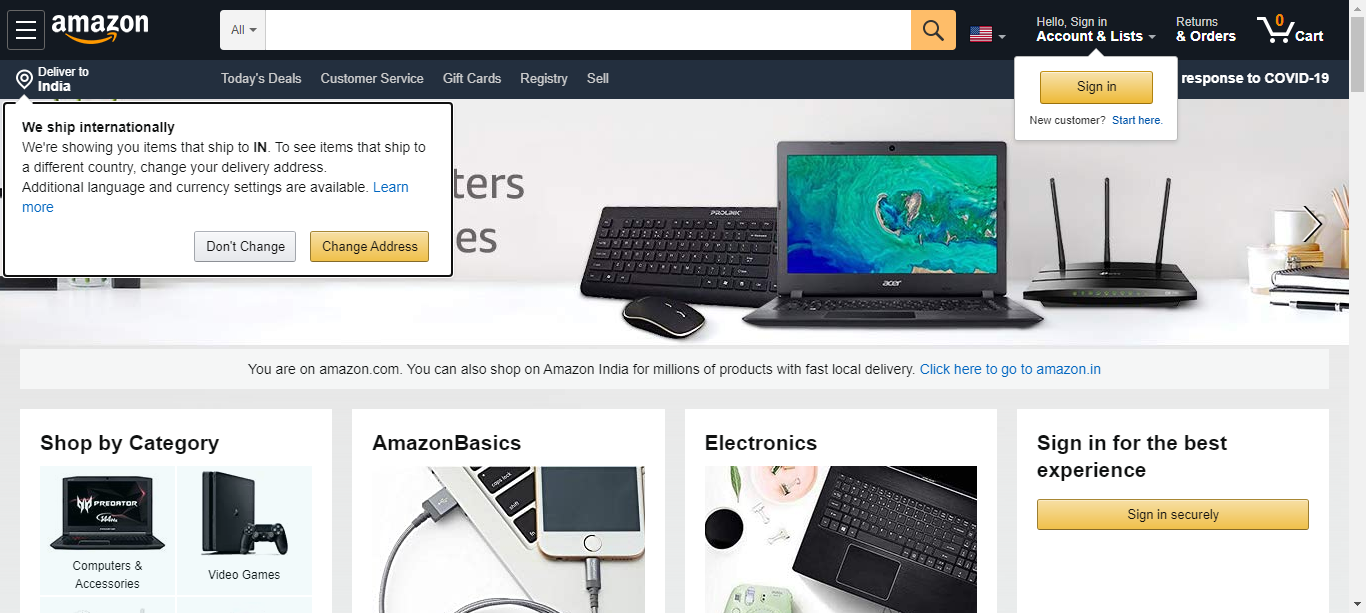 amazon
All
Hello, Sign in
Account & Lists
Returns
& Orders
0
Cart
Deliver to
India
Today's Deals
Customer Service
Gift Cards
Registry
Sell
response to COVID-19
Sign in
New customer? Start here.
We ship internationally
We're showing you items that ship to IN. To see items that ship to
a different country, change your delivery address.
Additional language and currency settings are available. Learn
more
Don't Change
Change Address
ters
es
PROLINK
acer
You are on amazon.com. You can also shop on Amazon India for millions of products with fast local delivery. Click here to go to amazon.in
Shop by Category
PREDATOR
144Hz
Computers &
Accessories
Video Games
AmazonBasics
caps lock
shift
fn
Electronics
Sign in for the best
experience
Sign in securely